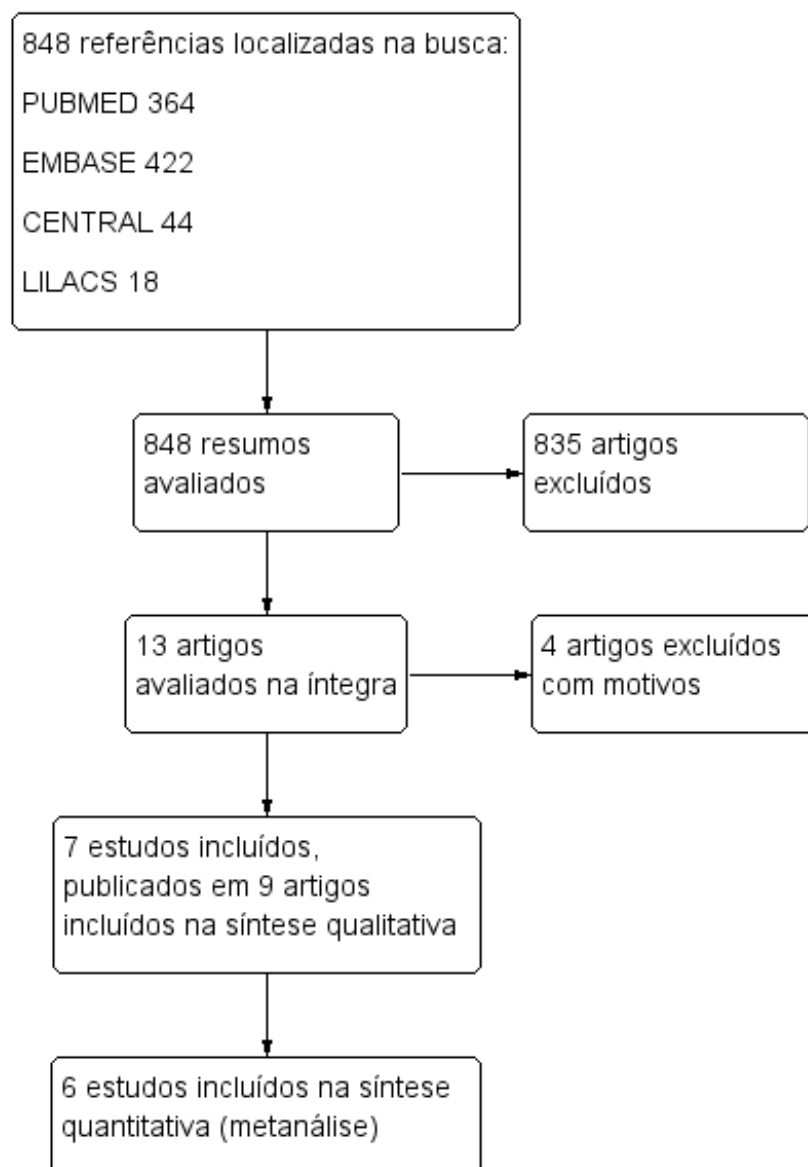 848 referências localizadas na busca:
PUBMED 364
EMBASE 422
CENTRAL 44
LILACS 18
848 resumos
avaliados
835 artigos
excluídos
13 artigos
avaliados na íntegra
4 artigos excluídos
com motivos
7 estudos incluídos,
publicados em 9 artigos
incluídos na síntese qualitativa
6 estudos incluídos na síntese
quantitativa (metanálise)